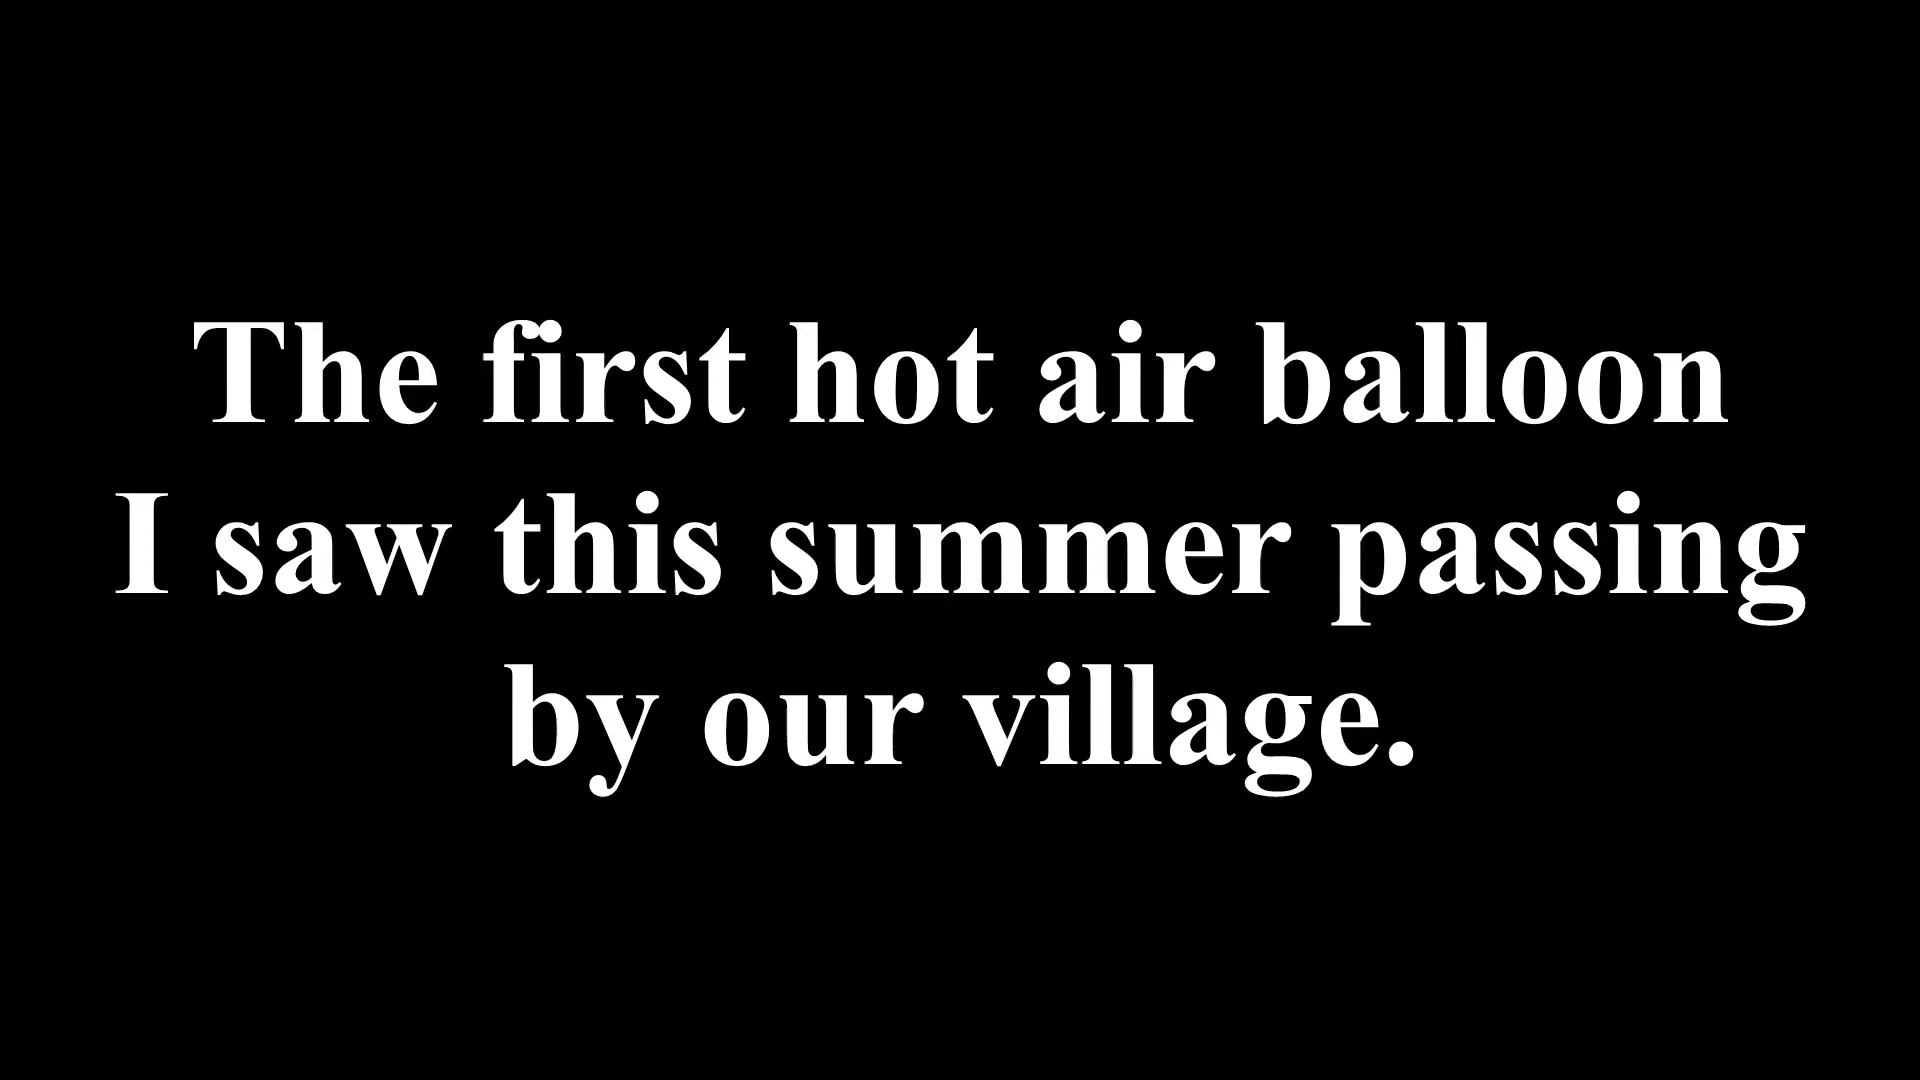 The first hot air balloon
I saw this summer passing
by our village.